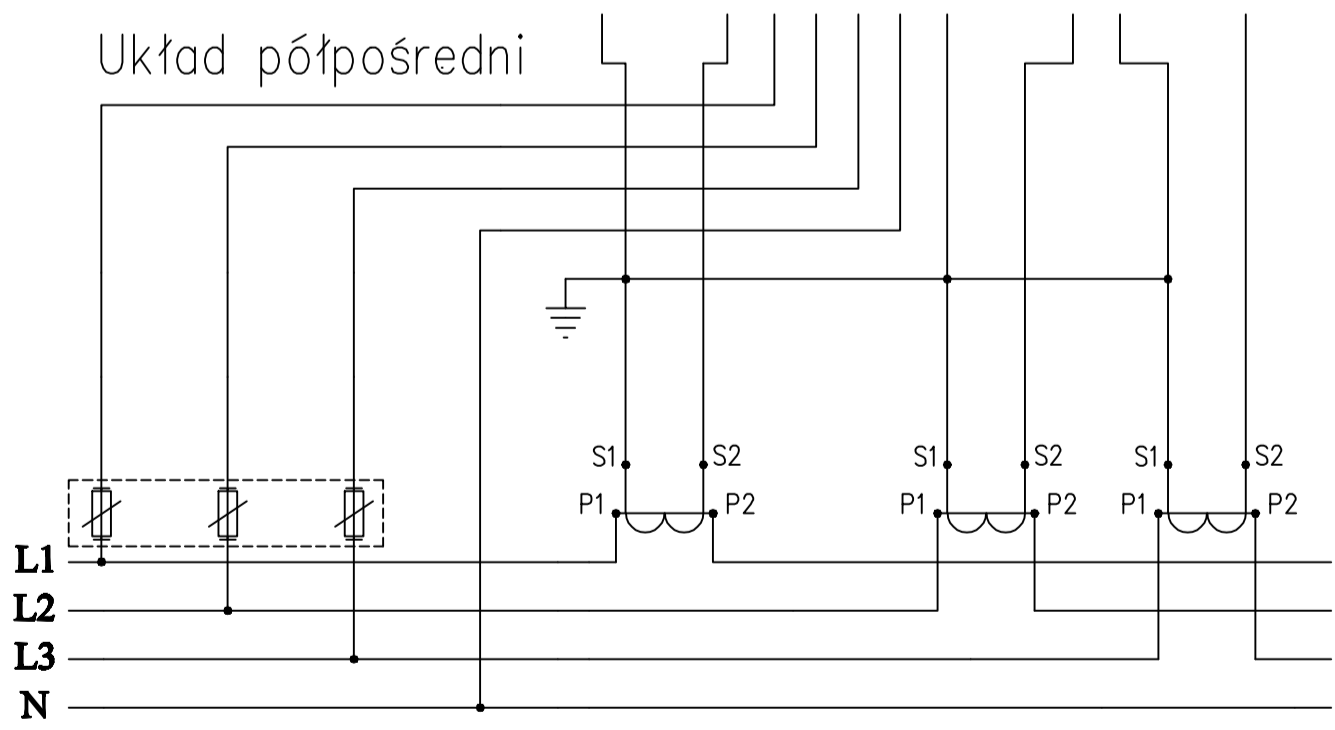 Układ półpośredni
S1 S2 S1 S2 S1 S2
P1 P2 P1 P2 P1 P2
L1
L2
L3
N